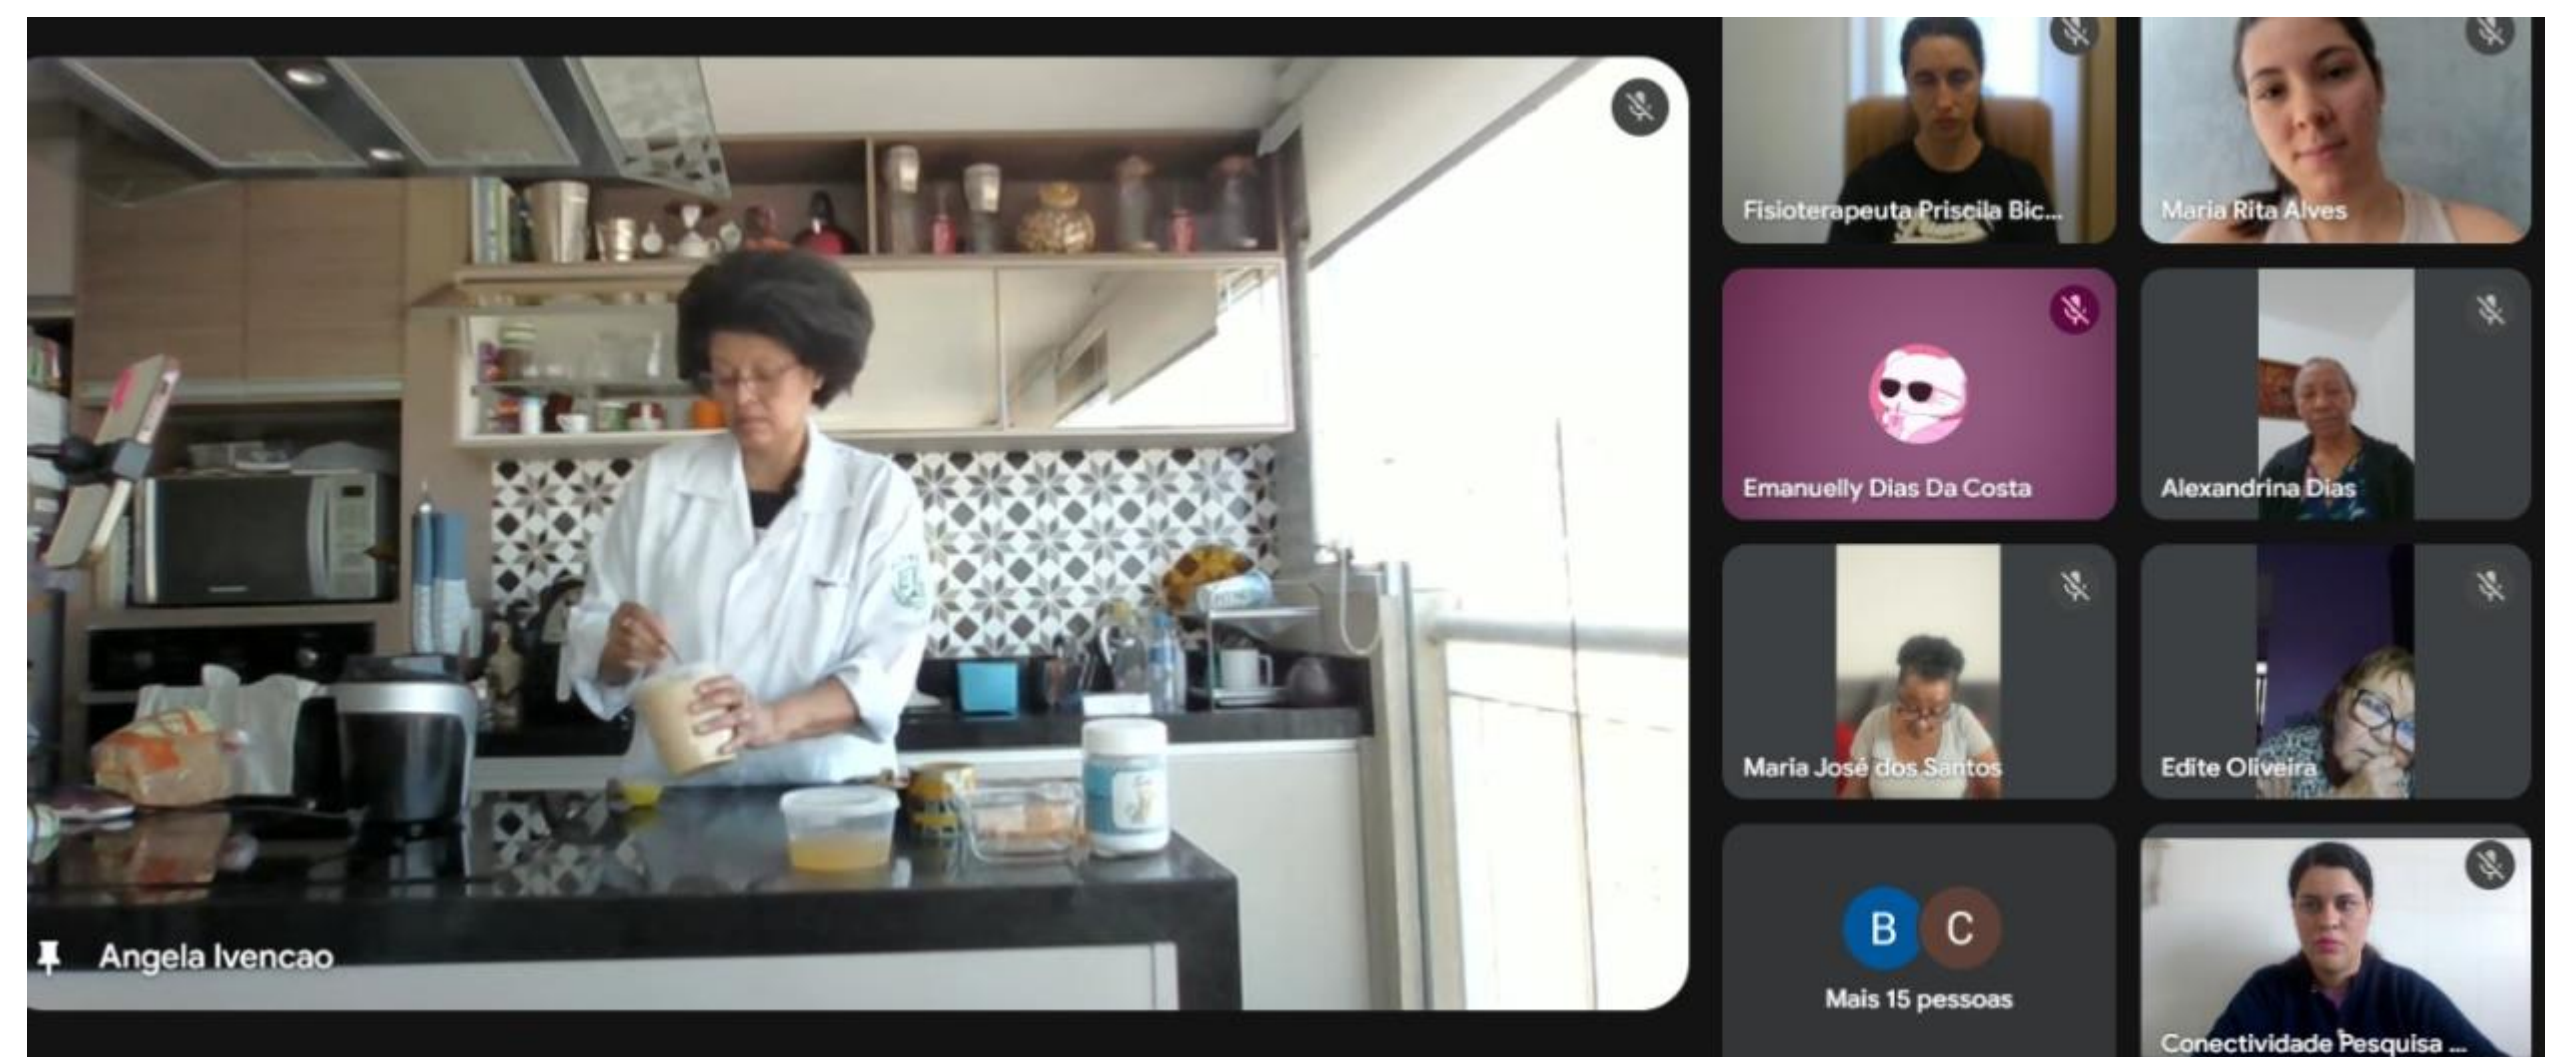 Angela Ivencao
Fisioterapeuta Priscila Bic...
Maria Rita Alves
Emanuelly Dias Da Costa
Alexandrina Dias
Maria José dos Santos
Edite Oliveira
B
C
Mais 15 pessoas
Conectividade Pesquisa ...